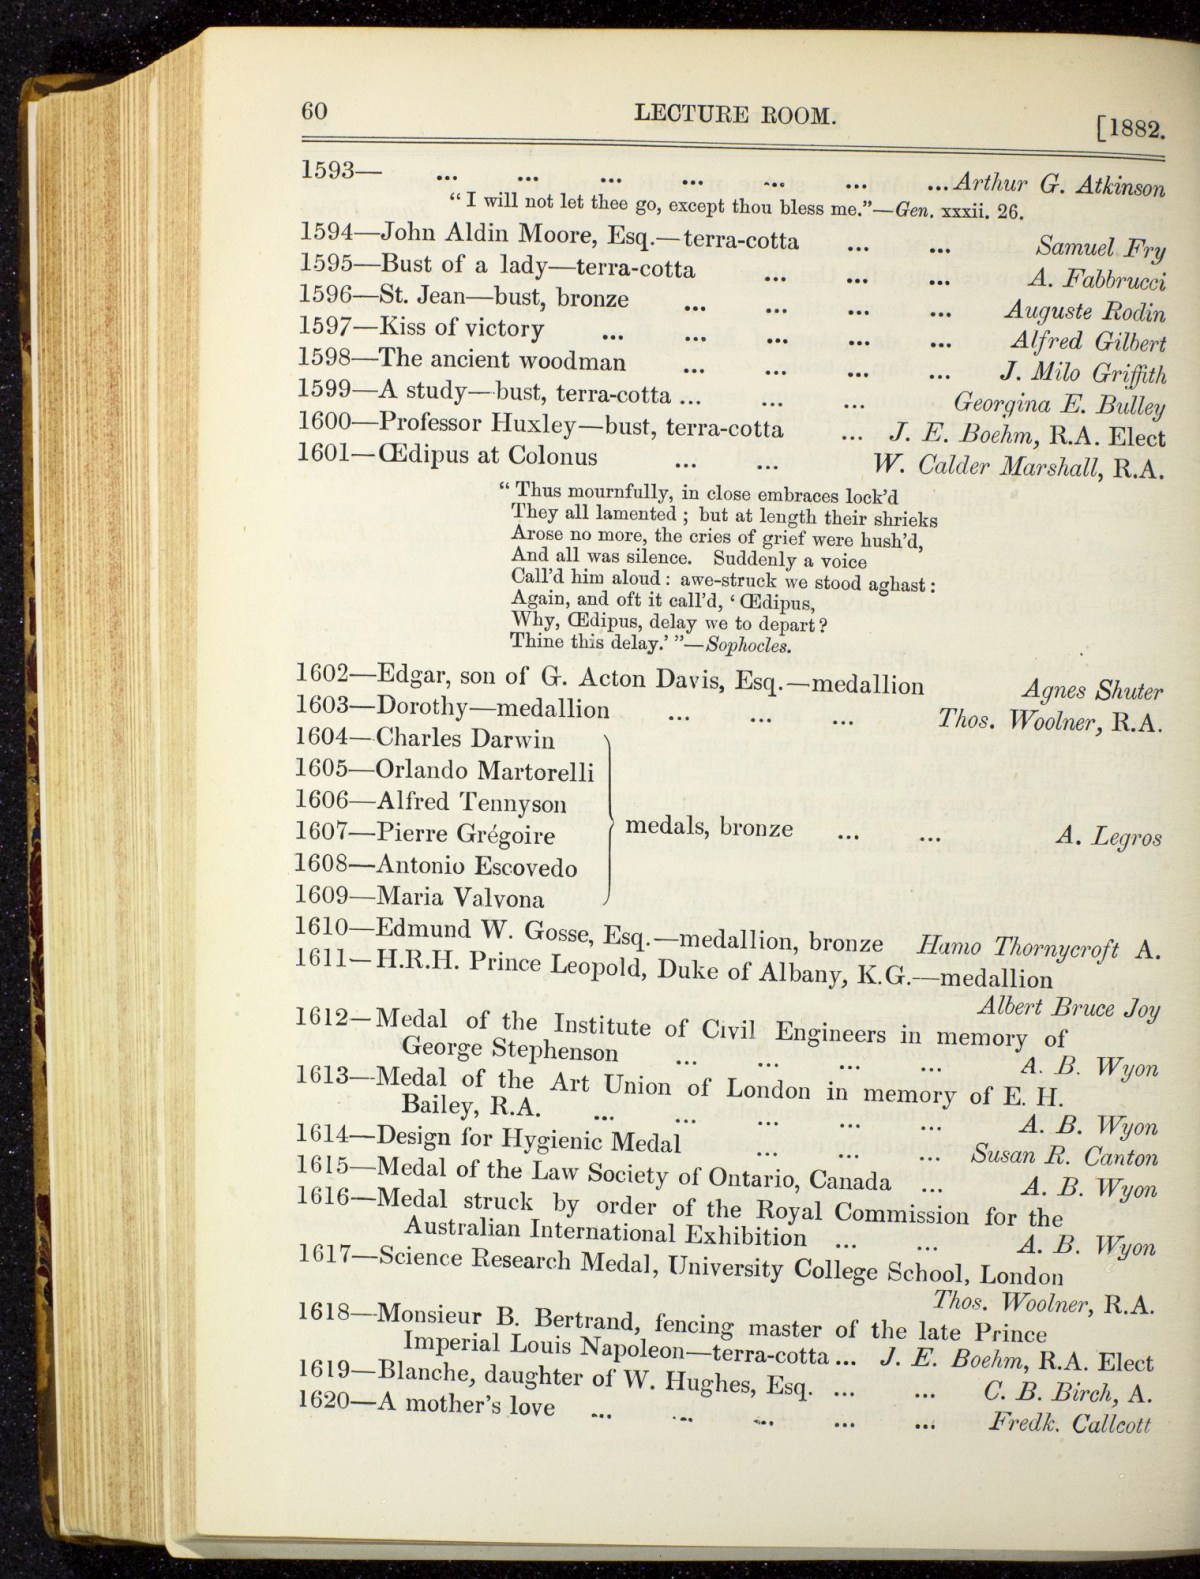 60 LECTURE ROOM. [1882.
1593— ... ... ... ... ... ... ...Arthur G. Atkinson
“I will not let thee go, except thou bless me.”—Gen. xxxii. 26.
1594—John Aldin Moore, Esq.—terra-cotta ... ... Samuel Fry
1595—Bust of a lady—terra-cotta ... ... ... A. Fabbrucci
1596—St. Jean—bust, bronze ... ... ... ... Auguste Rodin
1597—Kiss of victory ... ... ... ... ... Alfred Gilbert
1598—The ancient woodman ... ... ... ... J. Milo Griffith
1599—A study—bust, terra-cotta ... ... ... Georgina E. Bulley
1600—Professor Huxley—bust, terra-cotta ... J. E. Boehm, R.A. Elect
1601—Œdipus at Colonus ... ... W. Calder Marshall, R.A.
“Thus mournfully, in close embraces lock’d
They all lamented; but at length their shrieks
Arose no more, the cries of grief were hush’d,
And all was silence. Suddenly a voice
Call’d him aloud: awe-struck we stood aghast:
Again, and oft it call’d, ‘Œdipus,
Why, Œdipus, delay we to depart?
Thine this delay.’”—Sophocles.
1602—Edgar, son of G. Acton Davis, Esq.—medallion Agnes Shuter
1603—Dorothy—medallion ... ... ... Thos. Woolner, R.A.
1604—Charles Darwin
1605—Orlando Martorelli
1606—Alfred Tennyson
1607—Pierre Grégoire medals, bronze ... ... A. Legros
1608—Antonio Escovedo
1609—Maria Valvona
1610—Edmund W. Gosse, Esq.—medallion, bronze Hamo Thornycroft A.
1611—H.R.H. Prince Leopold, Duke of Albany, K.G.—medallion
Albert Bruce Joy
1612—Medal of the Institute of Civil Engineers in memory of
George Stephenson ... ... ... ... A. B. Wyon
1613—Medal of the Art Union of London in memory of E. H.
Bailey, R.A. ... ... ... ... ... A. B. Wyon
1614—Design for Hygienic Medal ... ... ... Susan R. Canton
1615—Medal of the Law Society of Ontario, Canada ... A. B. Wyon
1616—Medal struck by order of the Royal Commission for the
Australian International Exhibition ... ... A. B. Wyon
1617—Science Research Medal, University College School, London
Thos. Woolner, R.A.
1618—Monsieur B. Bertrand, fencing master of the late Prince
Imperial Louis Napoleon—terra-cotta ... J. E. Boehm, R.A. Elect
1619—Blanche, daughter of W. Hughes, Esq. ... ... C. B. Birch, A.
1620—A mother’s love ... ... ... ... ... Fredk. Callcott